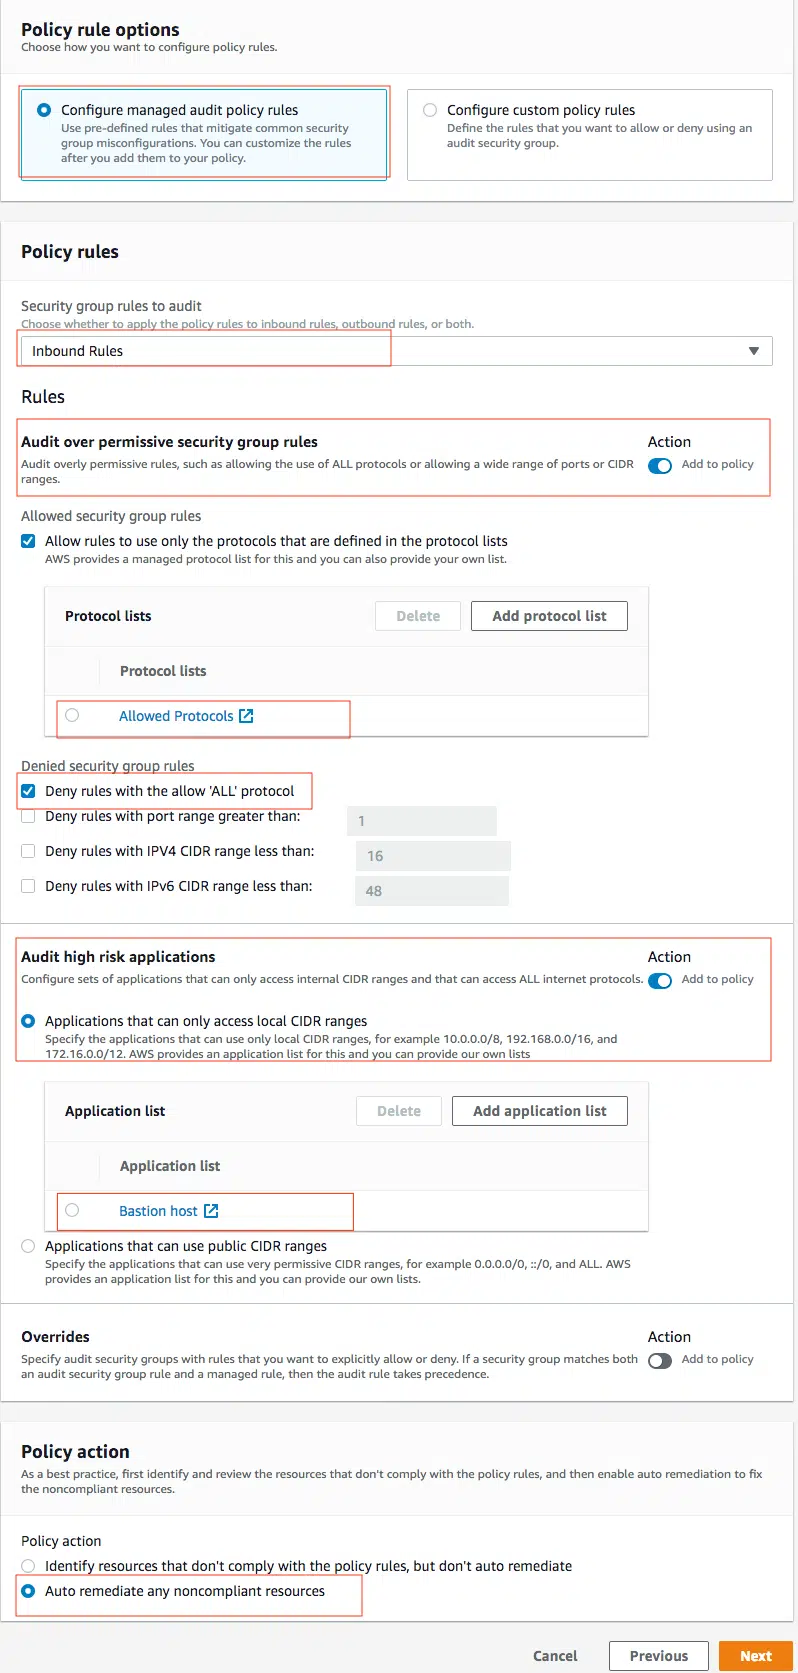 Policy rule options
Choose how you want to configure policy rules.
Configure managed audit policy rules
Use pre-defined rules that mitigate common security
group misconfigurations. You can customize the rules
after you add them to your policy.
Configure custom policy rules
Define the rules that you want to allow or deny using an
audit security group.
Policy rules
Security group rules to audit
Choose whether to apply the policy rules to inbound rules, outbound rules, or both.
Inbound Rules
Rules
Audit over permissive security group rules
Audit overly permissive rules, such as allowing the use of ALL protocols or allowing a wide range of ports or CIDR
ranges.
Action
Add to policy
Allowed security group rules
Allow rules to use only the protocols that are defined in the protocol lists
AWS provides a managed protocol list for this and you can also provide your own list.
Protocol lists
Delete
Add protocol list
Protocol lists
Allowed Protocols
Denied security group rules
Deny rules with the allow 'ALL' protocol
Deny rules with port range greater than:
1
Deny rules with IPV4 CIDR range less than:
16
Deny rules with IPv6 CIDR range less than:
48
Audit high risk applications
Configure sets of applications that can only access internal CIDR ranges and that can access ALL internet protocols.
Action
Add to policy
Applications that can only access local CIDR ranges
Specify the applications that can use only local CIDR ranges, for example 10.0.0.0/8, 192.168.0.0/16, and
172.16.0.0/12. AWS provides an application list for this and you can provide our own lists
Application list
Delete
Add application list
Application list
Bastion host
Applications that can use public CIDR ranges
Specify the applications that can use very permissive CIDR ranges, for example 0.0.0.0/0, ::/0, and ALL. AWS
provides an application list for this and you can provide our own lists.
Overrides
Specify audit security groups with rules that you want to explicitly allow or deny. If a security group matches both
an audit security group rule and a managed rule, then the audit rule takes precedence.
Action
Add to policy
Policy action
As a best practice, first identify and review the resources that don't comply with the policy rules, and then enable auto remediation to fix
the noncompliant resources.
Policy action
Identify resources that don't comply with the policy rules, but don't auto remediate
Auto remediate any noncompliant resources
Cancel
Previous
Next